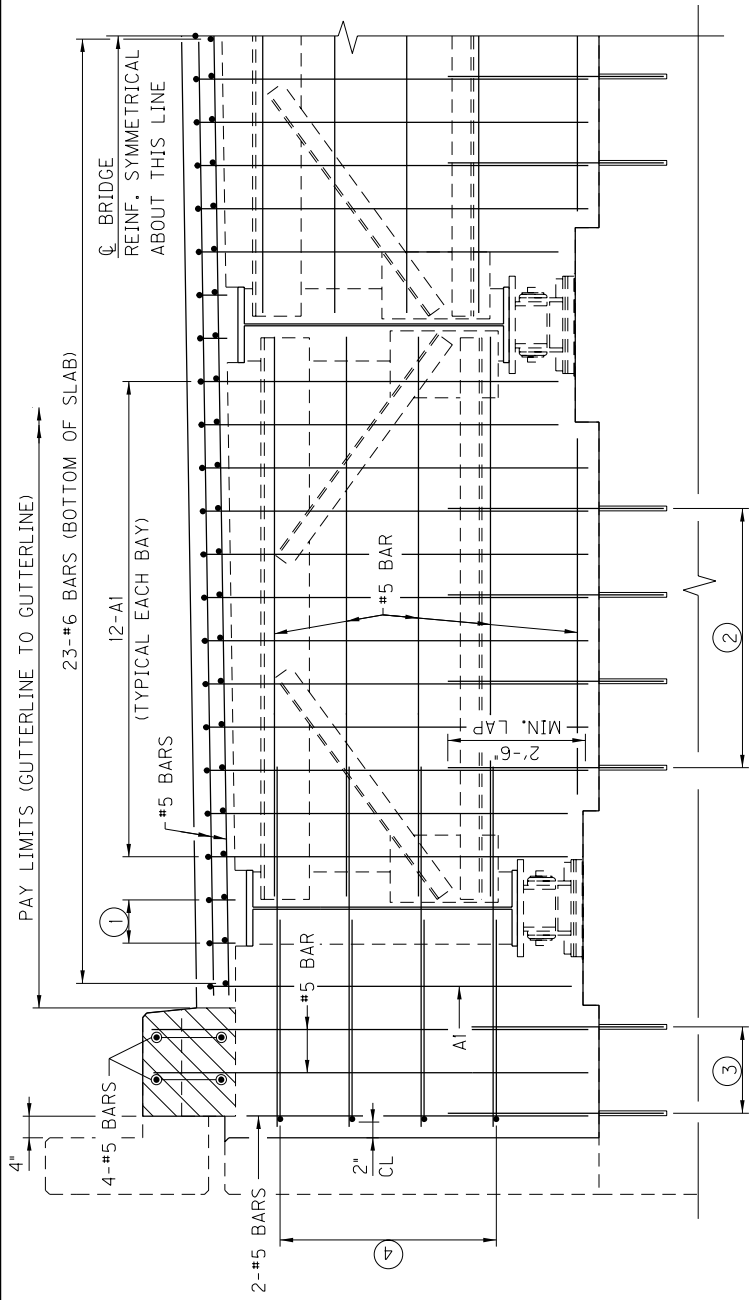 PAY LIMITS (GUTTERLINE TO GUTTERLINE)
℄ BRIDGE
REINF. SYMMETRICAL
ABOUT THIS LINE
23-#6 BARS (BOTTOM OF SLAB)
12-A1
(TYPICAL EACH BAY)
#5 BARS
1
4"
4-#5 BARS
#5 BAR
#5 BAR
A1
2'-6"
MIN. LAP
2-#5 BARS
2"
CL
2
3
4